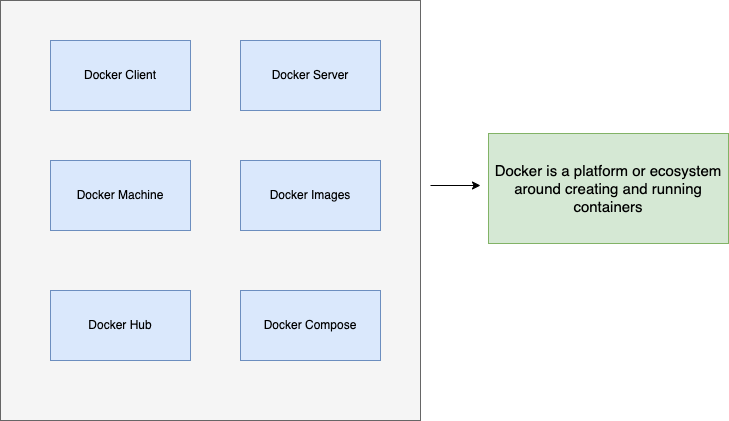 Docker Client
Docker Server
Docker Machine
Docker Images
Docker Hub
Docker Compose
Docker is a platform or ecosystem
around creating and running
containers